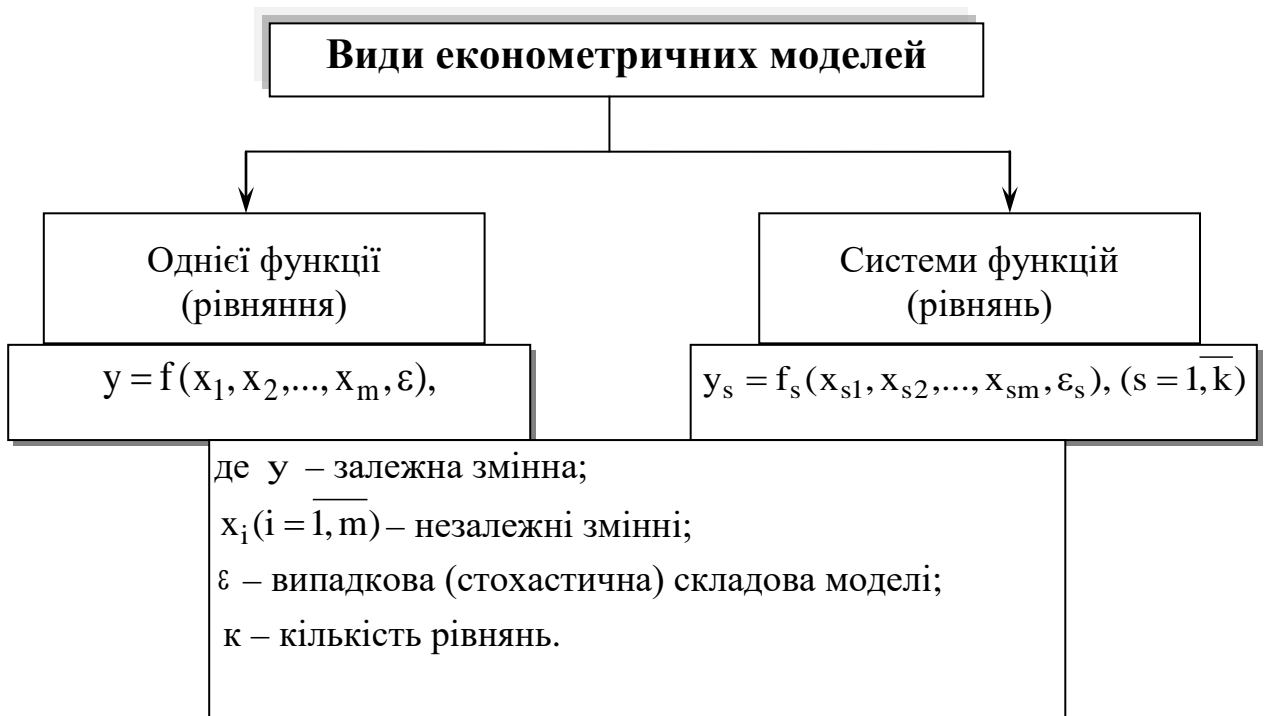 Види економетричних моделей
Однієї функції
(рівняння)
y = f (x₁, x₂,..., xₘ, ε),
Системи функцій
(рівнянь)
yₛ = fₛ (xₛ₁, xₛ₂,..., xₛₘ, εₛ), (s = 1, k̅)
де y – залежна змінна;
xᵢ (i = 1͞,͞ ͞m͞) – незалежні змінні;
ε – випадкова (стохастична) складова моделі;
к – кількість рівнянь.